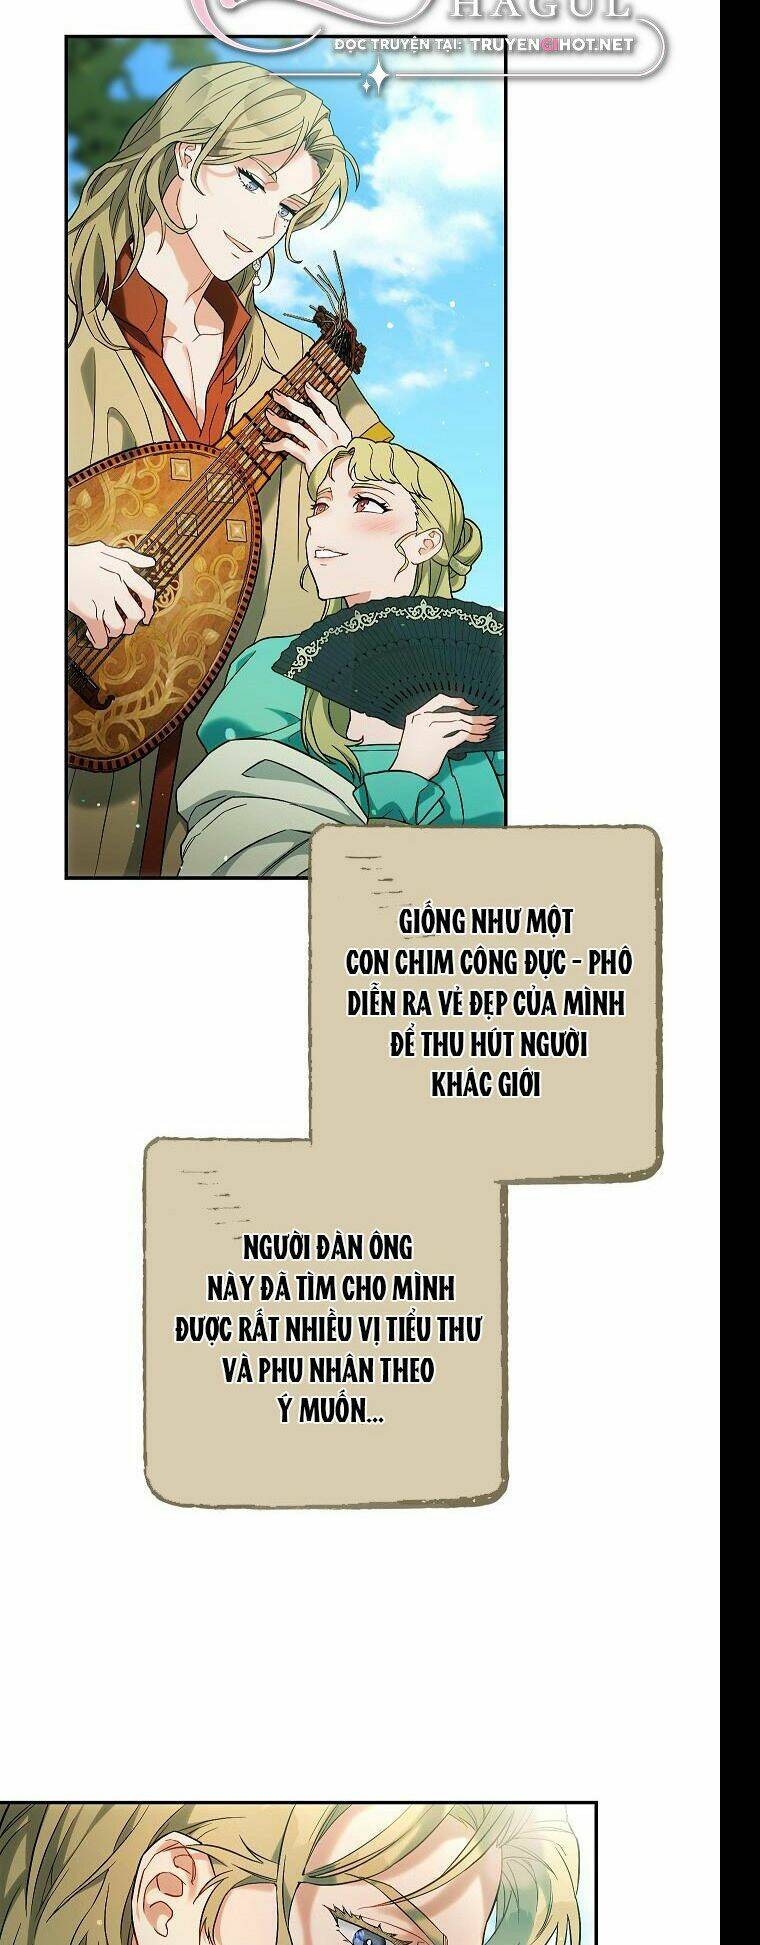 HAGUL
ĐỌC TRUYỆN TẠI: TRUYENGIHOT.NET
GIỐNG NHƯ MỘT
CON CHIM CÔNG ĐỰC - PHÔ
DIỄN RA VẺ ĐẸP CỦA MÌNH
ĐỂ THU HÚT NGƯỜI
KHÁC GIỚI
NGƯỜI ĐÀN ÔNG
NÀY ĐÃ TÌM CHO MÌNH
ĐƯỢC RẤT NHIỀU VỊ TIỂU THƯ
VÀ PHU NHÂN THEO
Ý MUỐN...